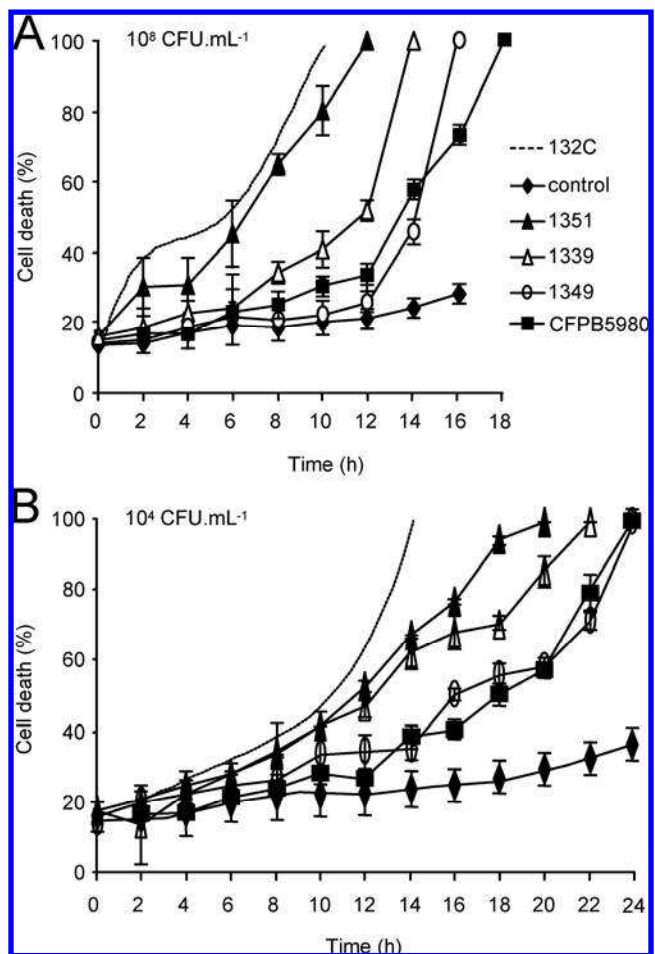 A
10⁸ CFU.mL⁻¹
100
80
60
40
20
0
Cell death (%)
0 2 4 6 8 10 12 14 16 18
Time (h)
132C
control
1351
1339
1349
CFPB5980
B
10⁴ CFU.mL⁻¹
100
80
60
40
20
0
Cell death (%)
0 2 4 6 8 10 12 14 16 18 20 22 24
Time (h)